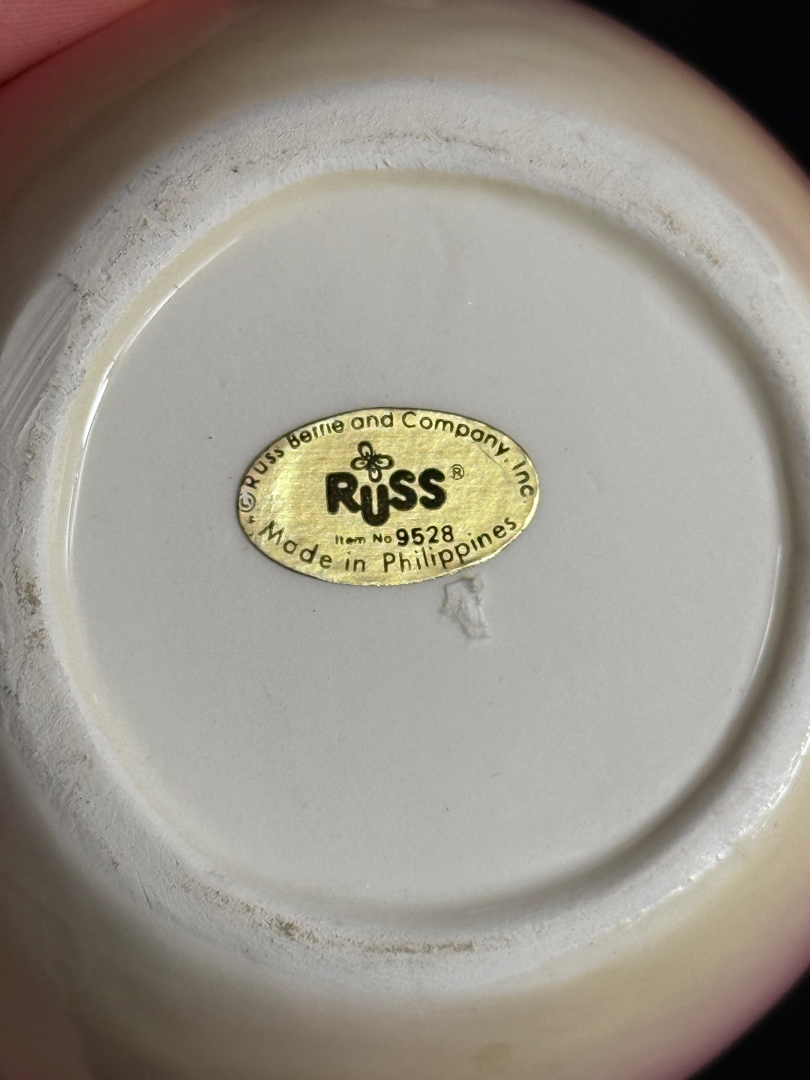 © Russ Berrie and Company, Inc.
RUSS®
Item No 9528
Made in Philippines